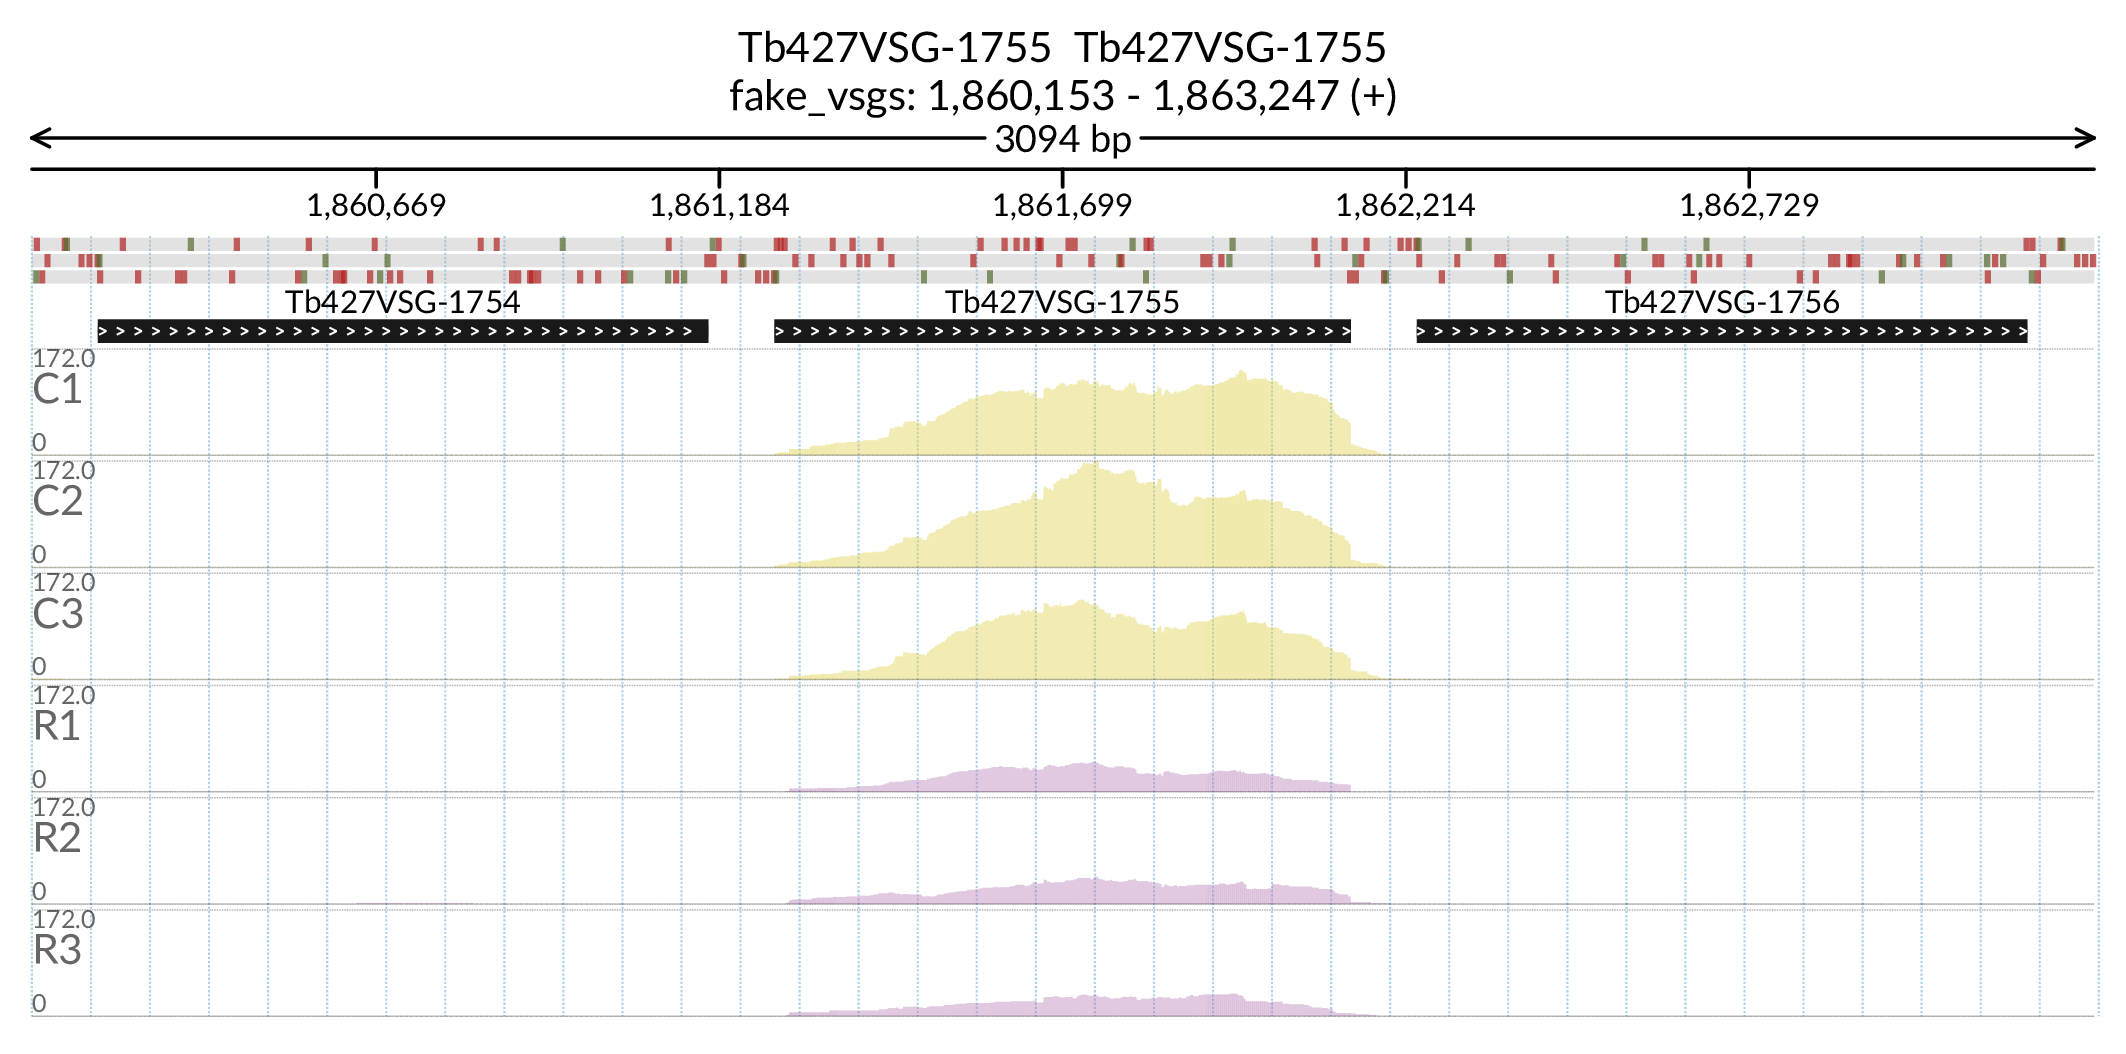 Tb427VSG-1755  Tb427VSG-1755
fake_vsgs: 1,860,153 - 1,863,247 (+)
3094 bp
1,860,669 1,861,184 1,861,699 1,862,214 1,862,729
Tb427VSG-1754 Tb427VSG-1755 Tb427VSG-1756
172.0
C1
0
172.0
C2
0
172.0
C3
0
172.0
R1
0
172.0
R2
0
172.0
R3
0